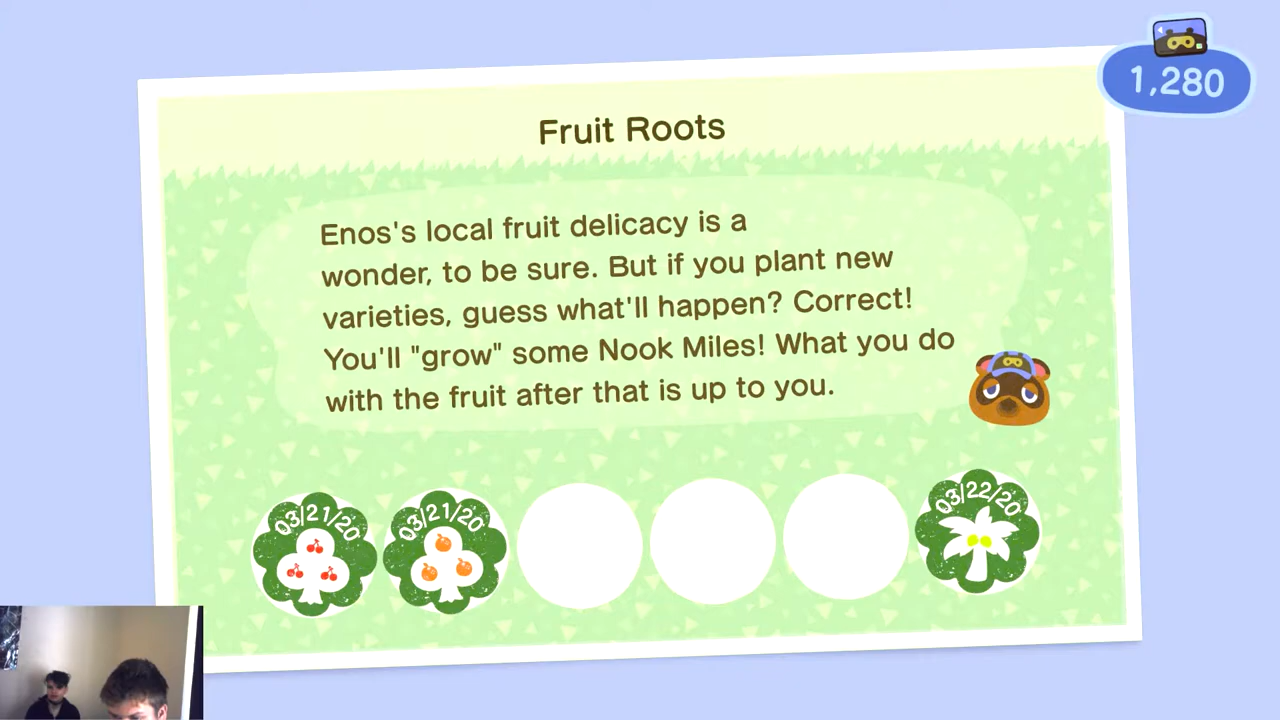 1,280
Fruit Roots
Enos's local fruit delicacy is a
wonder, to be sure. But if you plant new
varieties, guess what'll happen? Correct!
You'll "grow" some Nook Miles! What you do
with the fruit after that is up to you.
03/21/20
03/21/20
03/22/20